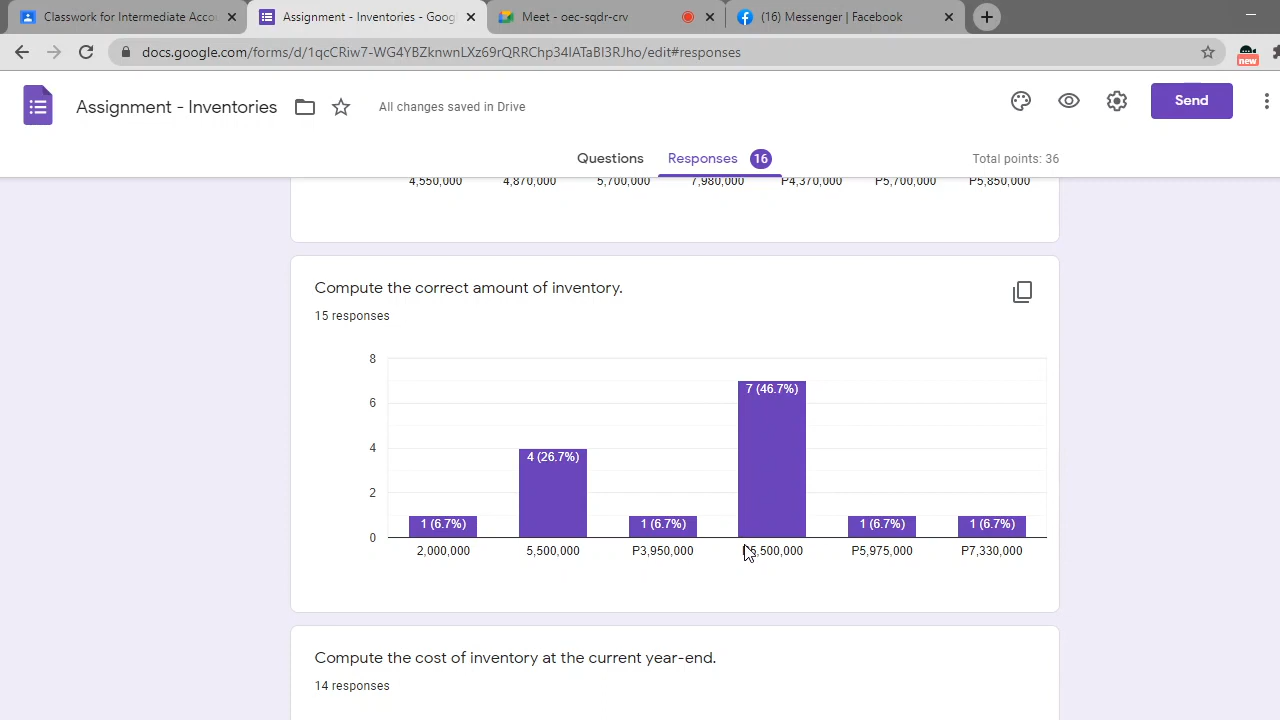 Classwork for Intermediate Accou
Assignment - Inventories - Goog
Meet - oec-sqdr-crv
(16) Messenger | Facebook
docs.google.com/forms/d/1qcCRiw7-WG4YBZknwnLXz69rQRRChp34IATaBI3RJho/edit#responses
new
Assignment - Inventories
All changes saved in Drive
Send
Questions
Responses 16
Total points: 36
4,550,000 4,870,000 5,700,000 7,980,000 P4,370,000 P5,700,000 P5,850,000
Compute the correct amount of inventory.
15 responses
8
7 (46.7%)
6
4 (26.7%)
4
2
1 (6.7%) 1 (6.7%) 1 (6.7%) 1 (6.7%)
0
2,000,000 5,500,000 P3,950,000 P5,500,000 P5,975,000 P7,330,000
Compute the cost of inventory at the current year-end.
14 responses